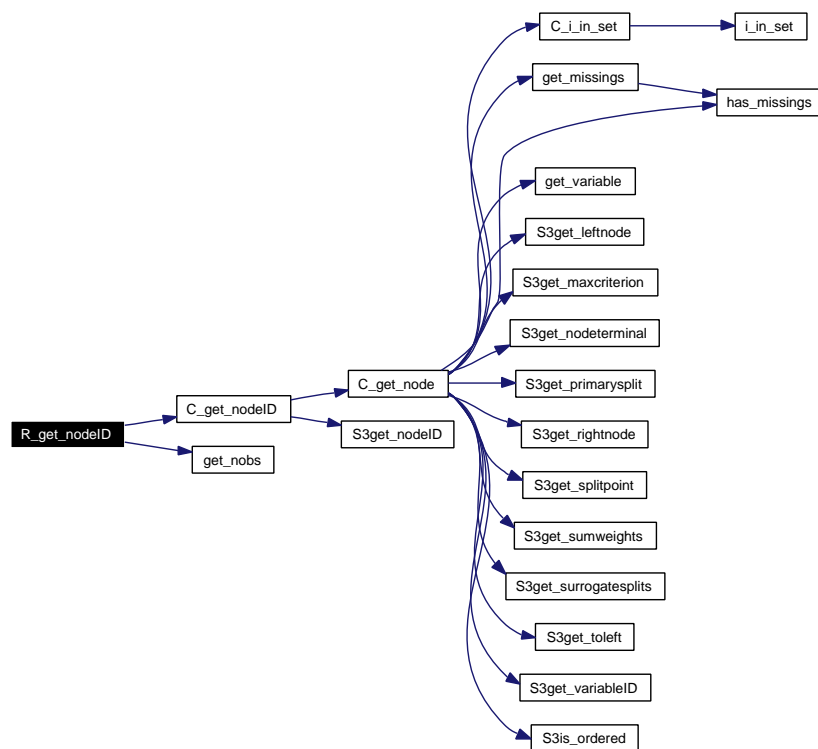 C_i_in_set
i_in_set
get_missings
has_missings
get_variable
S3get_leftnode
S3get_maxcriterion
S3get_nodeterminal
C_get_node
S3get_primarysplit
C_get_nodeID
R_get_nodeID
S3get_nodeID
S3get_rightnode
get_nobs
S3get_splitpoint
S3get_sumweights
S3get_surrogatesplits
S3get_toleft
S3get_variableID
S3is_ordered